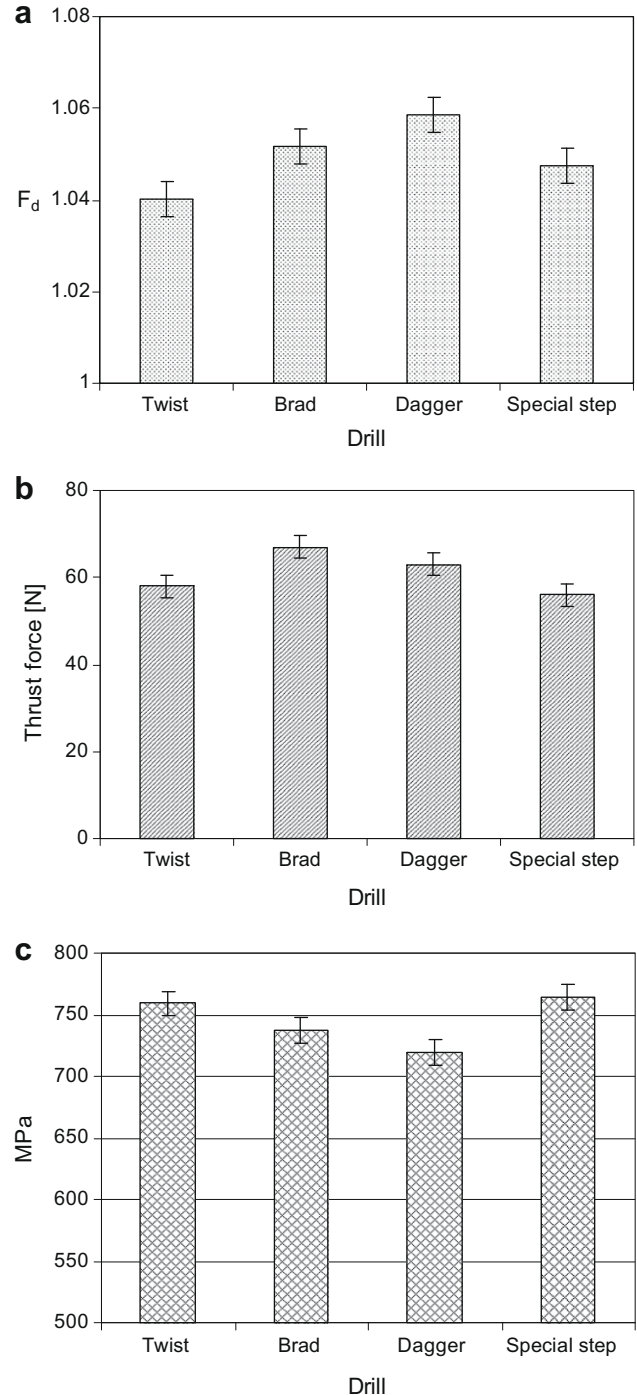 a
1.08
1.06
1.04
1.02
1
F_d
Twist Brad Dagger Special step
Drill
b
80
60
40
20
0
Thrust force [N]
Twist Brad Dagger Special step
Drill
c
800
750
700
650
600
550
500
MPa
Twist Brad Dagger Special step
Drill